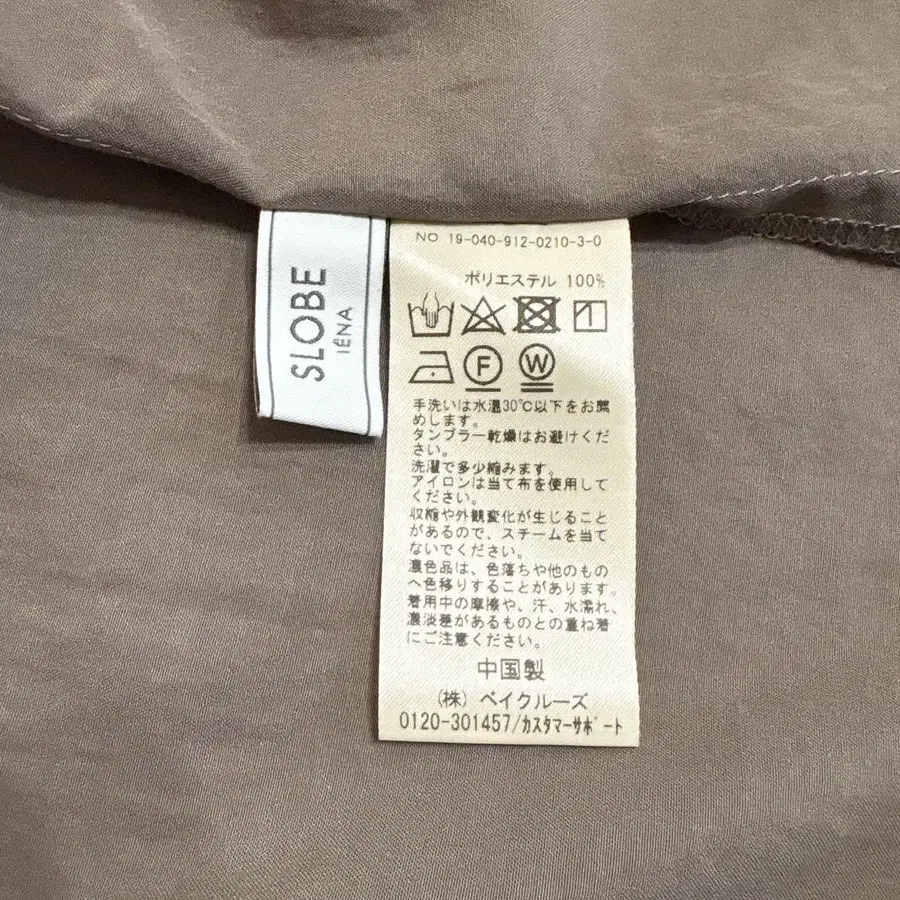 SLOBE
IÉNA
NO 19-040-912-0210-3-0
ポリエステル 100%
F W
手洗いは水温30℃以下をお薦
めします。
タンブラー乾燥はお避けくだ
さい。
洗濯で多少縮みます。
アイロンは当て布を使用して
ください。
収縮や外観変化が生じること
があるので、スチームを当て
ないでください。
濃色品は、色落ちや他のもの
へ色移りすることがあります。
着用中の摩擦や、汗、水濡れ、
濃淡差があるものとの重ね着
にご注意ください。
中国製
(株) ベイクルーズ
0120-301457/カスタマーサポート